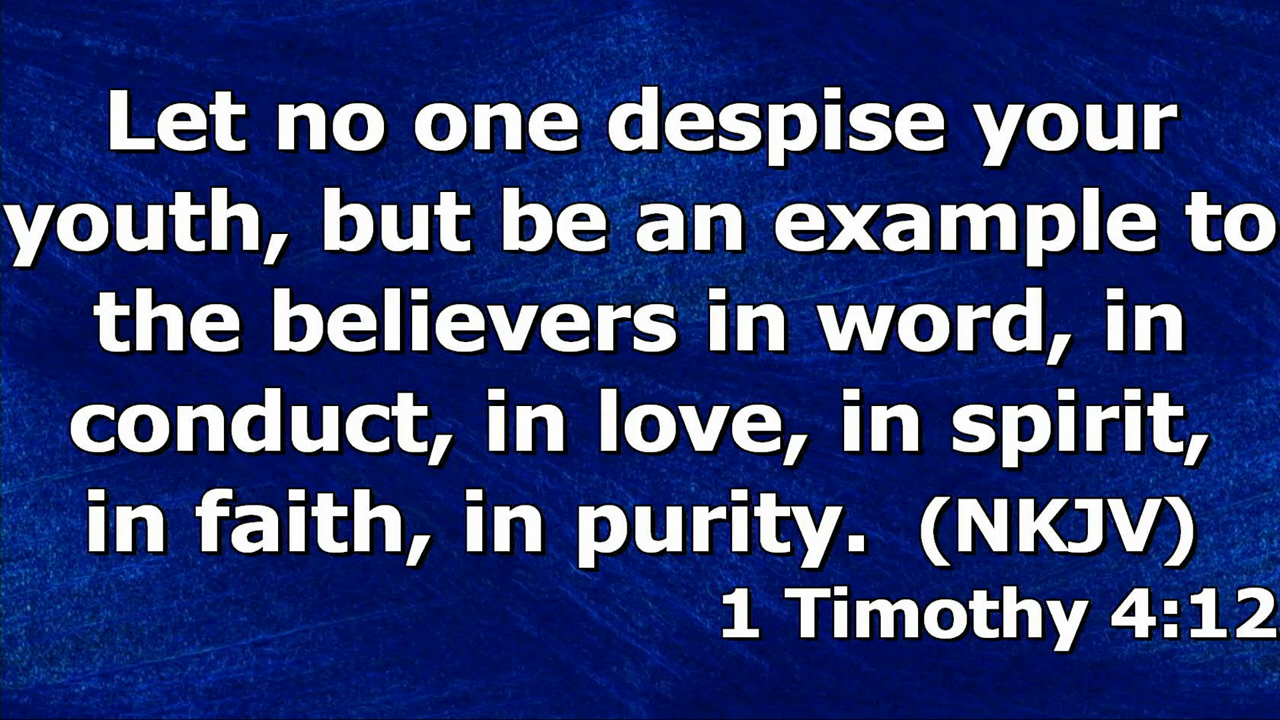 Let no one despise your
youth, but be an example to
the believers in word, in
conduct, in love, in spirit,
in faith, in purity.  (NKJV)
1 Timothy 4:12